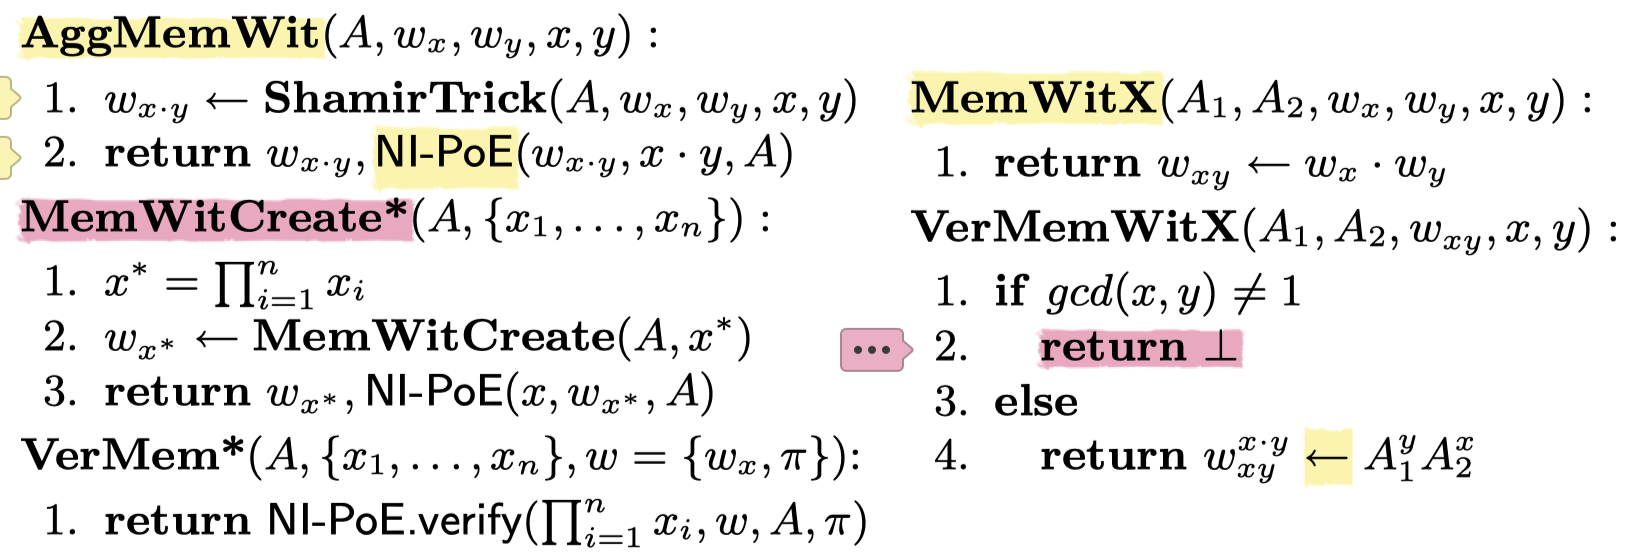 AggMemWit(A, w_x, w_y, x, y) :
1. w_{x·y} ← ShamirTrick(A, w_x, w_y, x, y)
2. return w_{x·y}, NI-PoE(w_{x·y}, x · y, A)
MemWitCreate*(A, {x_1, . . . , x_n}) :
1. x* = ∏_{i=1}^{n} x_i
2. w_{x*} ← MemWitCreate(A, x*)
3. return w_{x*}, NI-PoE(x, w_{x*}, A)
VerMem*(A, {x_1, . . . , x_n}, w = {w_x, π}):
1. return NI-PoE.verify(∏_{i=1}^{n} x_i, w, A, π)
MemWitX(A_1, A_2, w_x, w_y, x, y) :
1. return w_{xy} ← w_x · w_y
VerMemWitX(A_1, A_2, w_{xy}, x, y) :
1. if gcd(x, y) ≠ 1
2. return ⊥
3. else
4. return w_{xy}^{x·y} ← A_1^y A_2^x